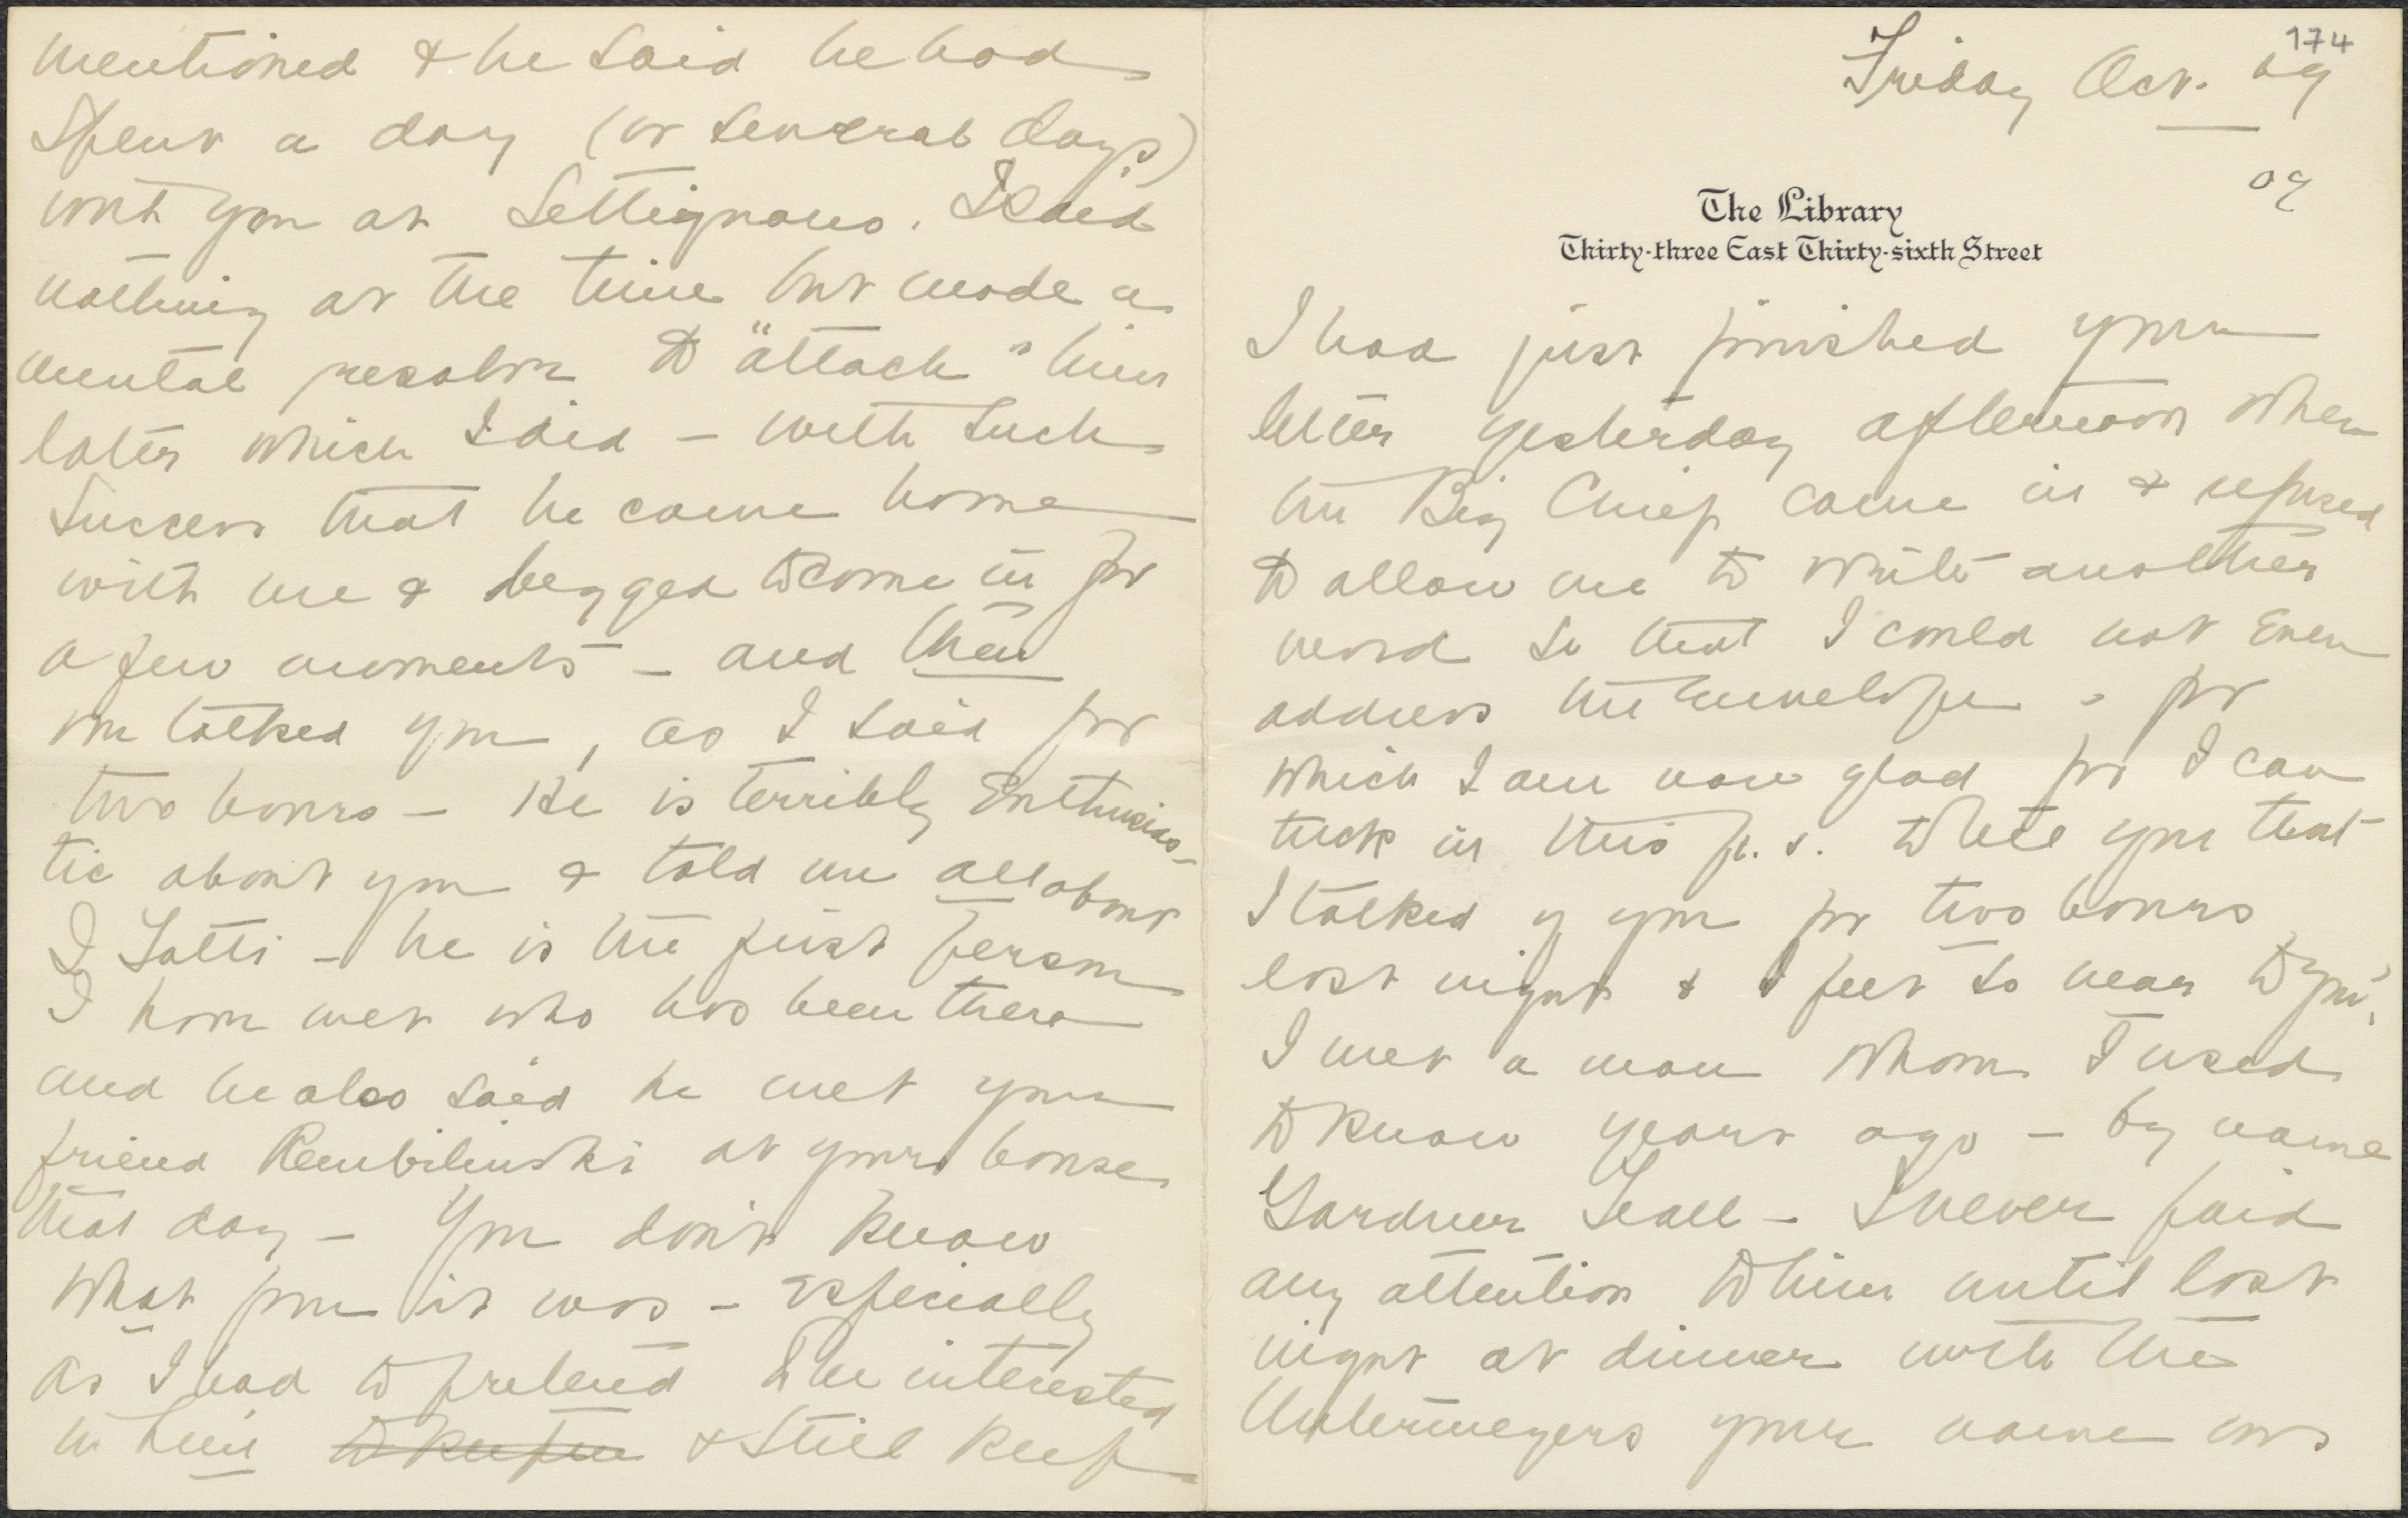 174
Friday Oct. 29
09
The Library
Thirty-three East Thirty-sixth Street
I had just finished your
letter yesterday afternoon when
the Big Chief came in & refused
to allow me to write another
word so that I could not even
address the envelope - for
which I am now glad for I can
tuck in this p. s. to tell you that
I talked of you for two hours
last night & I feel so near to you.
I met a man whom I used
to know years ago - by name
Gardner Teall - I never paid
any attention to him until last
night at dinner with the
Untermeyers your name was
mentioned & he said he had
spent a day (or several days)
with you at Settignano. I said
nothing at the time but made a
mental resolve to "attach" him
later which I did - with such
success that he came home
with me & begged to come in for
a few moments - and then
we talked you, as I said for
two hours - He is terribly enthusias-
tic about you & told me all about
I Tatti - he is the first person
I have met who has been there
and he also said he met your
friend Rembilinski at your house
that day - You don't know
what fun it was - especially
as I had to pretend to be interested
in him to keep & still keep